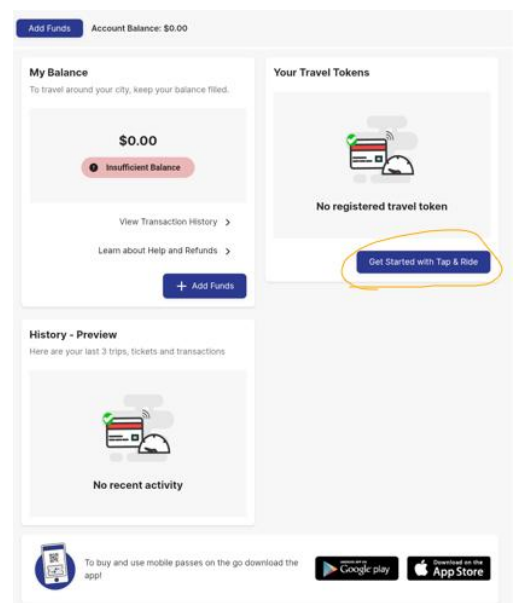 Add Funds
Account Balance: $0.00
My Balance
To travel around your city, keep your balance filled.
$0.00
Insufficient Balance
View Transaction History
Learn about Help and Refunds
+ Add Funds
Your Travel Tokens
No registered travel token
Get Started with Tap & Ride
History - Preview
Here are your last 3 trips, tickets and transactions
No recent activity
To buy and use mobile passes on the go download the
app!
Google play
Download on the
App Store